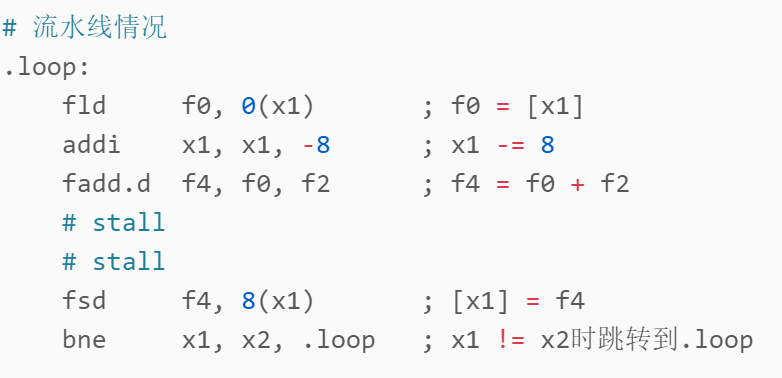 # 流水线情况
.loop:
    fld     f0, 0(x1)       ; f0 = [x1]
    addi    x1, x1, -8      ; x1 -= 8
    fadd.d  f4, f0, f2      ; f4 = f0 + f2
    # stall
    # stall
    fsd     f4, 8(x1)       ; [x1] = f4
    bne     x1, x2, .loop   ; x1 != x2时跳转到.loop